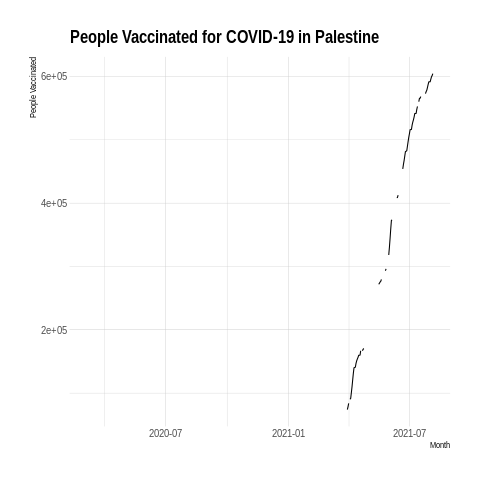 People Vaccinated for COVID-19 in Palestine
People Vaccinated
6e+05
4e+05
2e+05
2020-07
2021-01
2021-07
Month